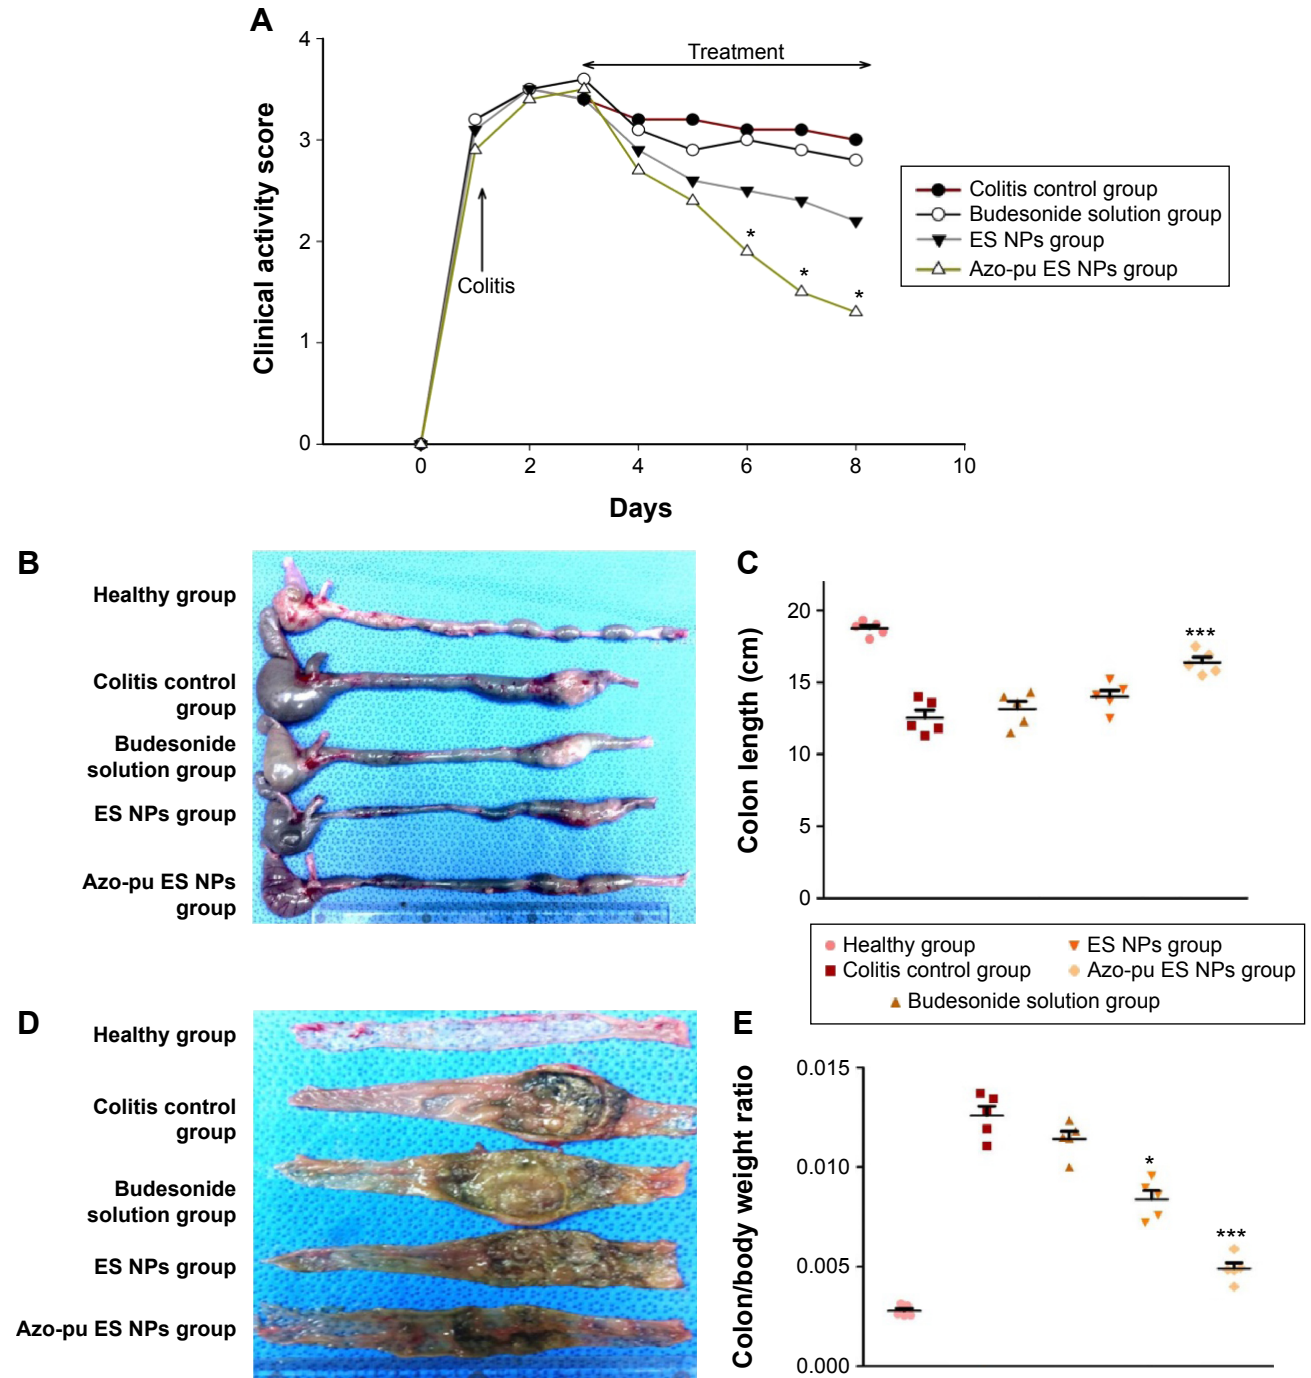 A
4
3
2
1
0
Clinical activity score
Treatment
Colitis
*
*
*
0
2
4
6
8
10
Days
Colitis control group
Budesonide solution group
ES NPs group
Azo-pu ES NPs group
B
Healthy group
Colitis control
group
Budesonide
solution group
ES NPs group
Azo-pu ES NPs
group
C
Colon length (cm)
20
15
10
5
0
***
Healthy group
ES NPs group
Colitis control group
Azo-pu ES NPs group
Budesonide solution group
D
Healthy group
Colitis control
group
Budesonide
solution group
ES NPs group
Azo-pu ES NPs group
E
Colon/body weight ratio
0.015
0.010
0.005
0.000
*
***